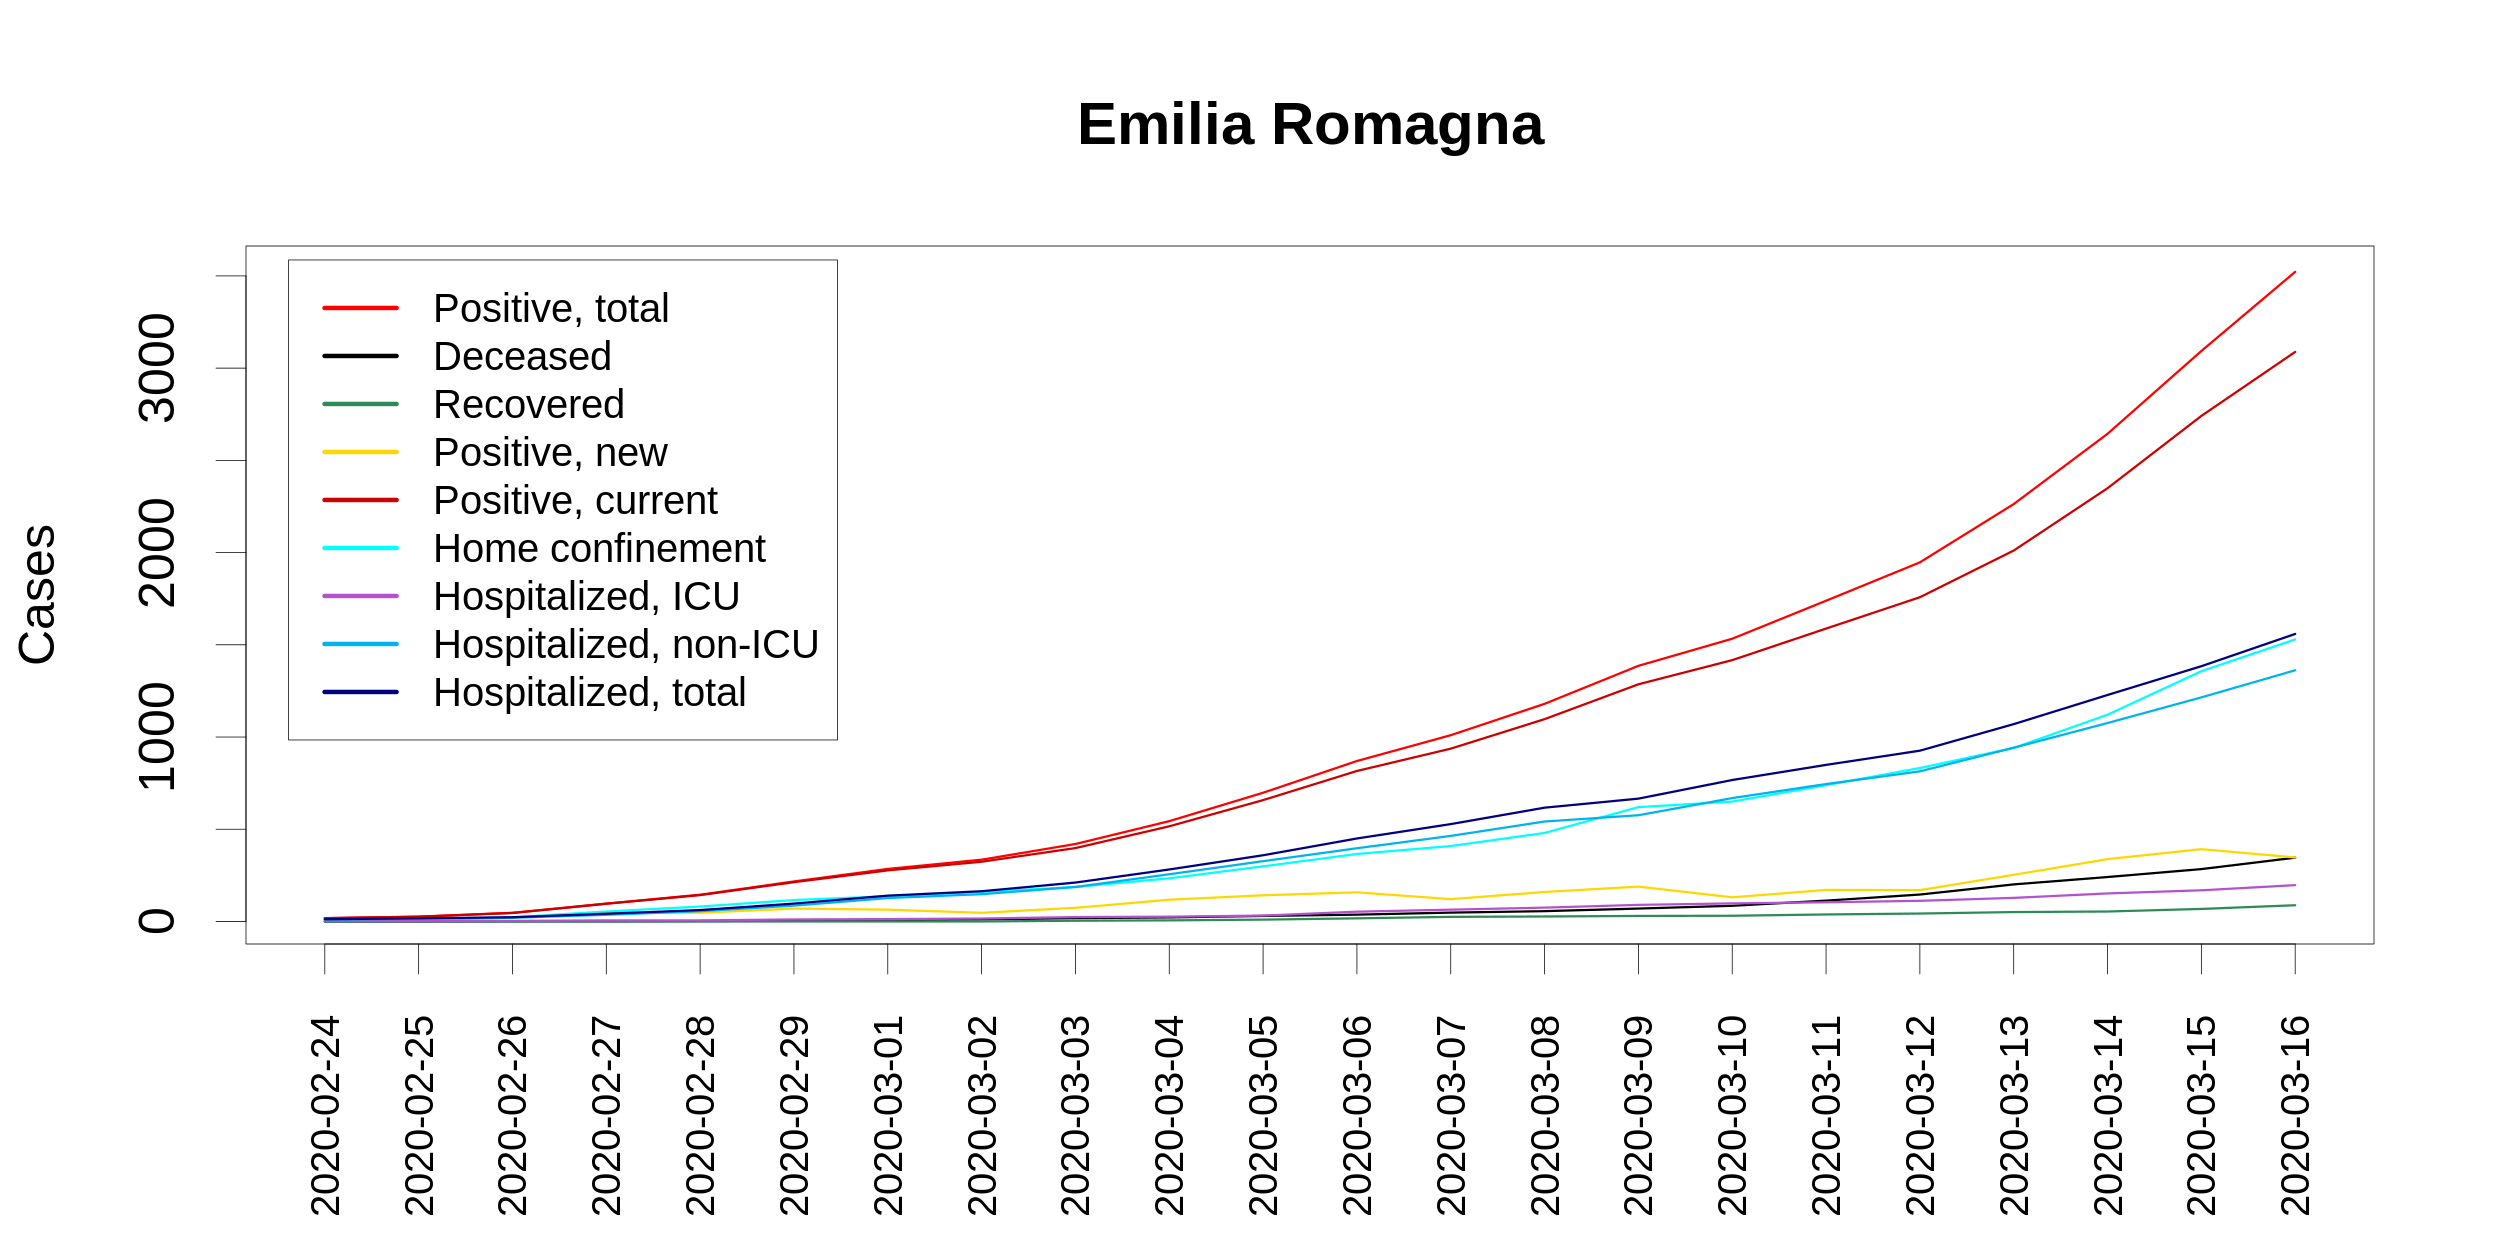 Emilia Romagna
Positive, total
Deceased
Recovered
Positive, new
Positive, current
Home confinement
Hospitalized, ICU
Hospitalized, non-ICU
Hospitalized, total
Cases
3000
2000
1000
0
2020-02-24
2020-02-25
2020-02-26
2020-02-27
2020-02-28
2020-02-29
2020-03-01
2020-03-02
2020-03-03
2020-03-04
2020-03-05
2020-03-06
2020-03-07
2020-03-08
2020-03-09
2020-03-10
2020-03-11
2020-03-12
2020-03-13
2020-03-14
2020-03-15
2020-03-16